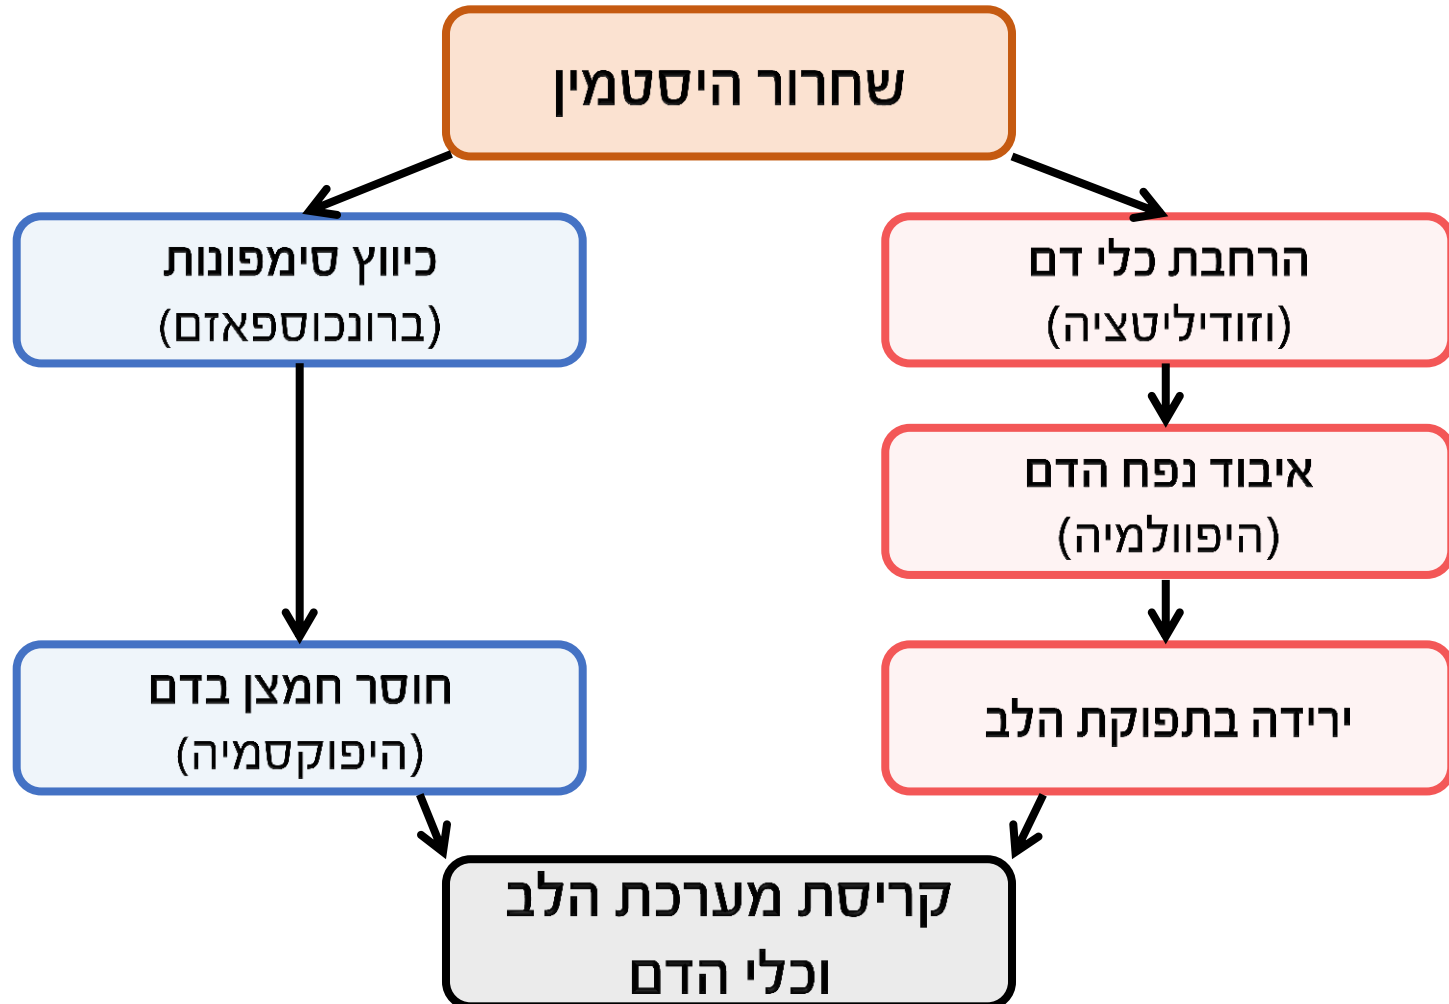 שחרור היסטמין
הרחבת כלי דם
(וזודיליטציה)
איבוד נפח הדם
(היפוולמיה)
ירידה בתפוקת הלב
כיווץ סימפונות
(ברונכוספאזם)
חוסר חמצן בדם
(היפוקסמיה)
קריסת מערכת הלב
וכלי הדם